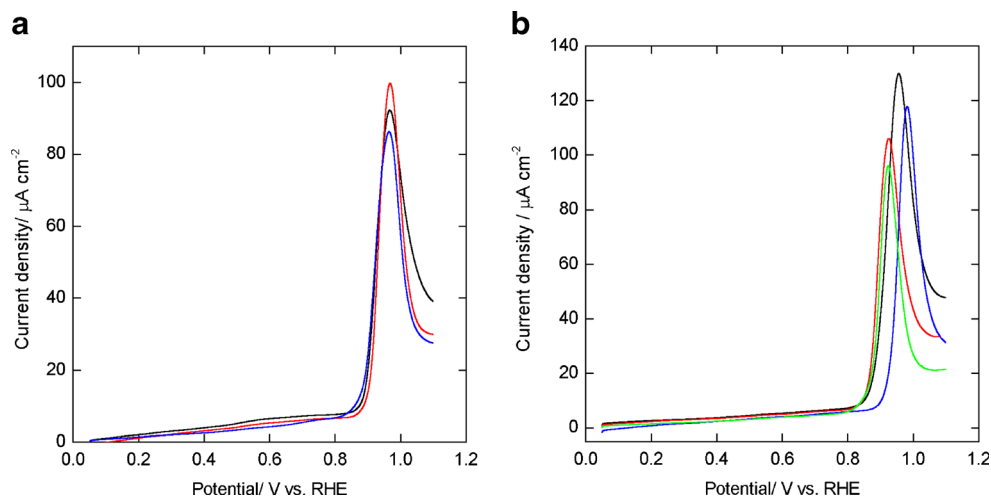 a
b
100
80
60
40
20
0
Current density/ μA cm-2
0.0 0.2 0.4 0.6 0.8 1.0 1.2
Potential/ V vs. RHE
140
120
100
80
60
40
20
0
Current density / μA cm-2
0.0 0.2 0.4 0.6 0.8 1.0 1.2
Potential/ V vs. RHE